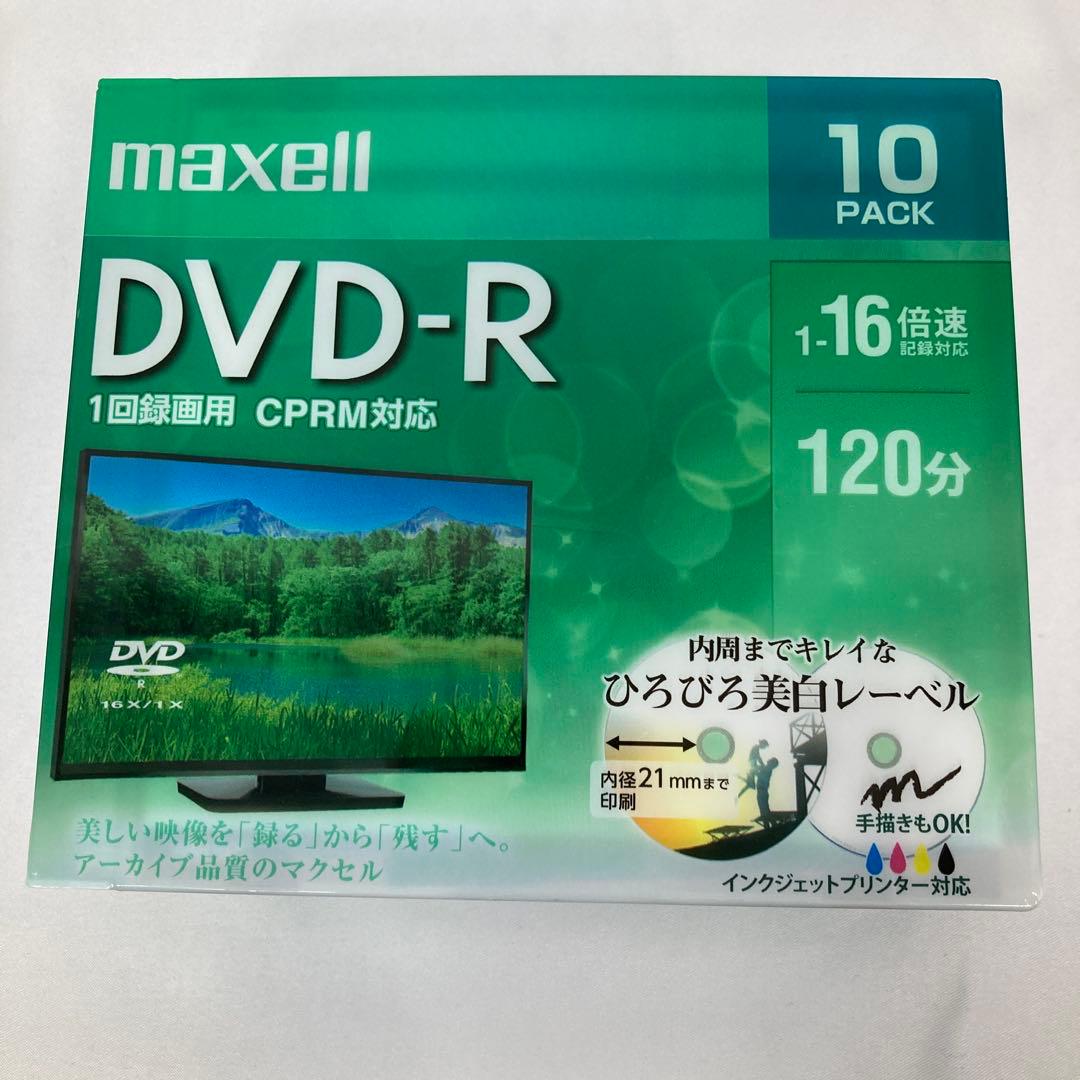 maxell
10
PACK
DVD-R
1回録画用 CPRM対応
1-16倍速
記録対応
120分
DVD
R
16X/1X
内周までキレイな
ひろびろ美白レーベル
内径21mmまで
印刷
手描きもOK!
インクジェットプリンター対応
美しい映像を「録る」から「残す」へ。
アーカイブ品質のマクセル